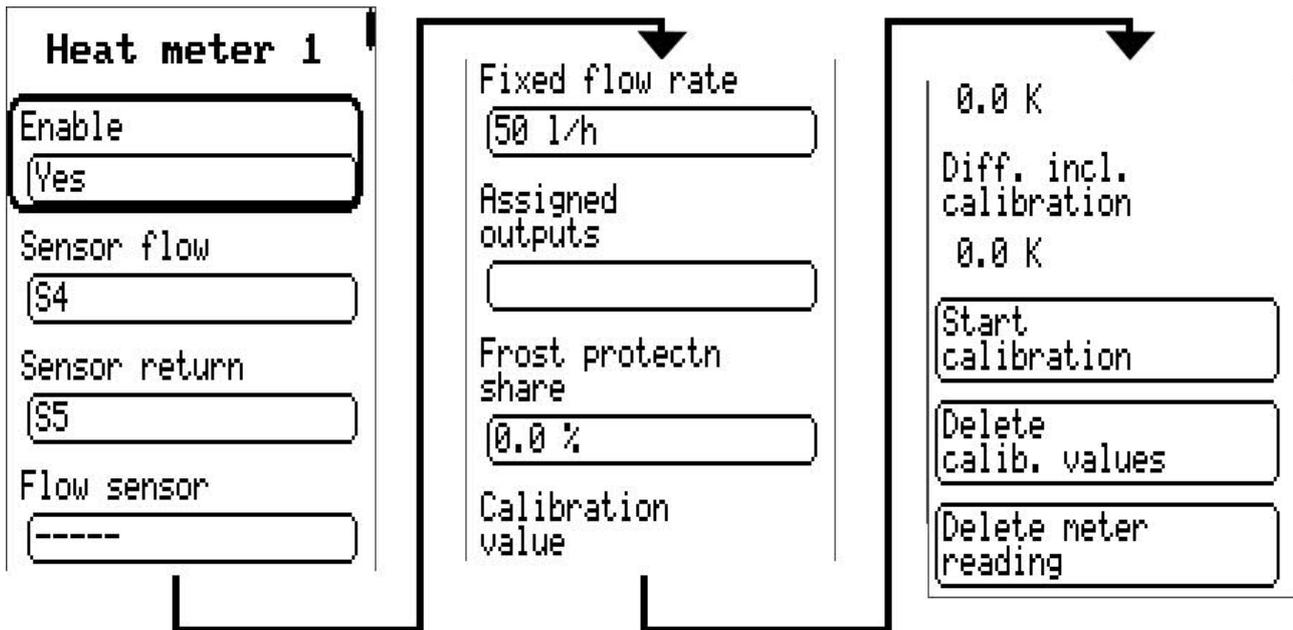 Heat meter 1
Enable
Yes
Sensor flow
S4
Sensor return
S5
Flow sensor
-----
Fixed flow rate
50 l/h
Assigned
outputs
Frost protectn
share
0.0 %
Calibration
value
0.0 K
Diff. incl.
calibration
0.0 K
Start
calibration
Delete
calib. values
Delete meter
reading